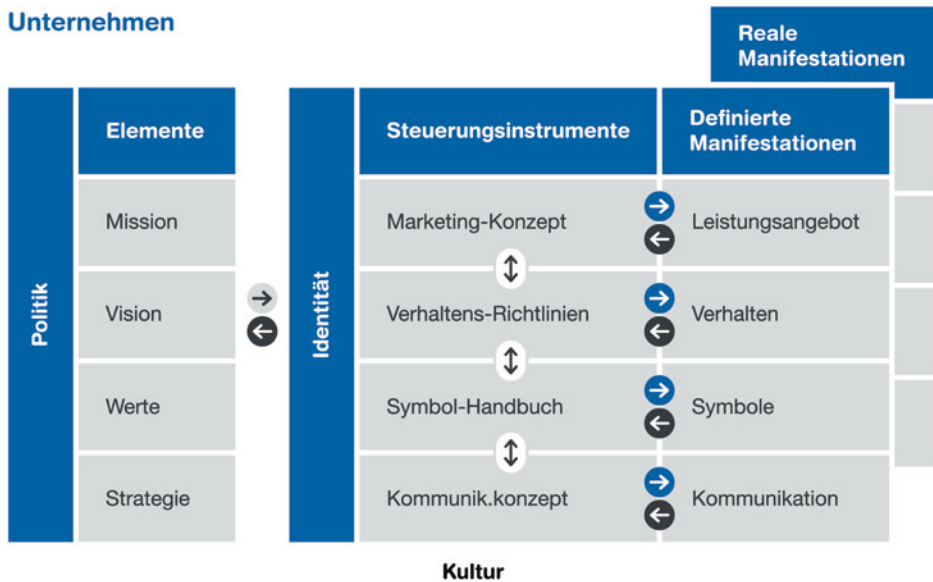 Unternehmen
Reale
Manifestationen
Politik
Elemente
Mission
Vision
Werte
Strategie
Identität
Steuerungsinstrumente
Definierte
Manifestationen
Marketing-Konzept
Leistungsangebot
Verhaltens-Richtlinien
Verhalten
Symbol-Handbuch
Symbole
Kommunik.konzept
Kommunikation
Kultur